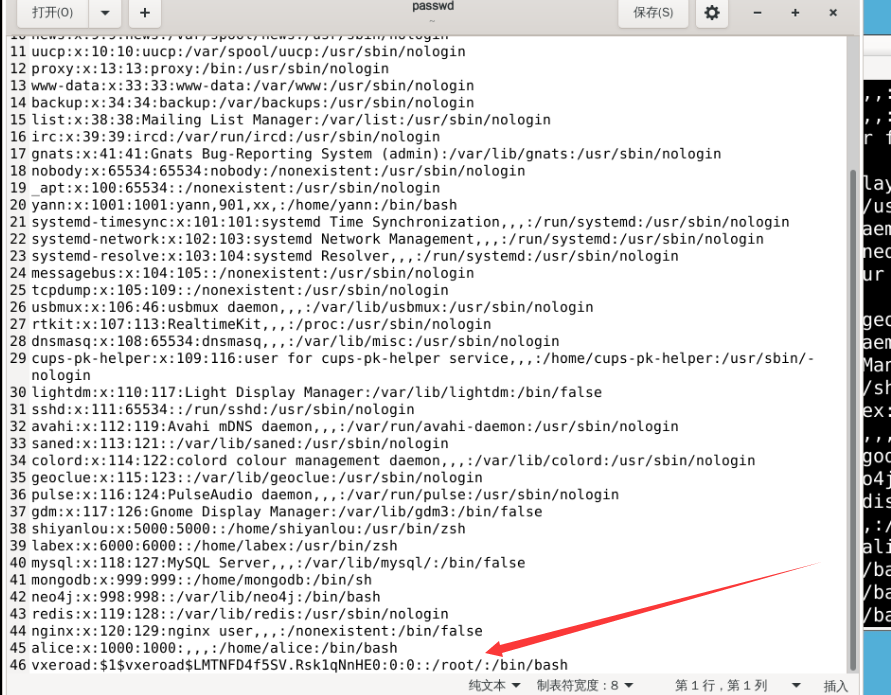 打开(O)
+
passwd
~
保存(S)
11 uucp:x:10:10:uucp:/var/spool/uucp:/usr/sbin/nologin
12 proxy:x:13:13:proxy:/bin:/usr/sbin/nologin
13 www-data:x:33:33:www-data:/var/www:/usr/sbin/nologin
14 backup:x:34:34:backup:/var/backups:/usr/sbin/nologin
15 list:x:38:38:Mailing List Manager:/var/list:/usr/sbin/nologin
16 irc:x:39:39:ircd:/var/run/ircd:/usr/sbin/nologin
17 gnats:x:41:41:Gnats Bug-Reporting System (admin):/var/lib/gnats:/usr/sbin/nologin
18 nobody:x:65534:65534:nobody:/nonexistent:/usr/sbin/nologin
19 _apt:x:100:65534::/nonexistent:/usr/sbin/nologin
20 yann:x:1001:1001:yann,901,xx,:/home/yann:/bin/bash
21 systemd-timesync:x:101:101:systemd Time Synchronization,,,:/run/systemd:/usr/sbin/nologin
22 systemd-network:x:102:103:systemd Network Management,,,:/run/systemd:/usr/sbin/nologin
23 systemd-resolve:x:103:104:systemd Resolver,,,:/run/systemd:/usr/sbin/nologin
24 messagebus:x:104:105::/nonexistent:/usr/sbin/nologin
25 tcpdump:x:105:109::/nonexistent:/usr/sbin/nologin
26 usbmux:x:106:46:usbmux daemon,,,:/var/lib/usbmux:/usr/sbin/nologin
27 rtkit:x:107:113:RealtimeKit,,,:/proc:/usr/sbin/nologin
28 dnsmasq:x:108:65534:dnsmasq,,,:/var/lib/misc:/usr/sbin/nologin
29 cups-pk-helper:x:109:116:user for cups-pk-helper service,,,:/home/cups-pk-helper:/usr/sbin/-
nologin
30 lightdm:x:110:117:Light Display Manager:/var/lib/lightdm:/bin/false
31 sshd:x:111:65534::/run/sshd:/usr/sbin/nologin
32 avahi:x:112:119:Avahi mDNS daemon,,,:/var/run/avahi-daemon:/usr/sbin/nologin
33 saned:x:113:121::/var/lib/saned:/usr/sbin/nologin
34 colord:x:114:122:colord colour management daemon,,,:/var/lib/colord:/usr/sbin/nologin
35 geoclue:x:115:123::/var/lib/geoclue:/usr/sbin/nologin
36 pulse:x:116:124:PulseAudio daemon,,,:/var/run/pulse:/usr/sbin/nologin
37 gdm:x:117:126:Gnome Display Manager:/var/lib/gdm3:/bin/false
38 shiyanlou:x:5000:5000::/home/shiyanlou:/usr/bin/zsh
39 labex:x:6000:6000::/home/labex:/usr/bin/zsh
40 mysql:x:118:127:MySQL Server,,,:/var/lib/mysql/:/bin/false
41 mongodb:x:999:999::/home/mongodb:/bin/sh
42 neo4j:x:998:998::/var/lib/neo4j:/bin/bash
43 redis:x:119:128::/var/lib/redis:/usr/sbin/nologin
44 nginx:x:120:129:nginx user,,,:/nonexistent:/bin/false
45 alice:x:1000:1000:,,,:/home/alice:/bin/bash
46 vxeroad:$1$vxeroad$LMTNFD4f5SV.Rsk1qNnHE0:0:0::/root/:/bin/bash
纯文本 制表符宽度：8 第 1 行，第 1 列 插入